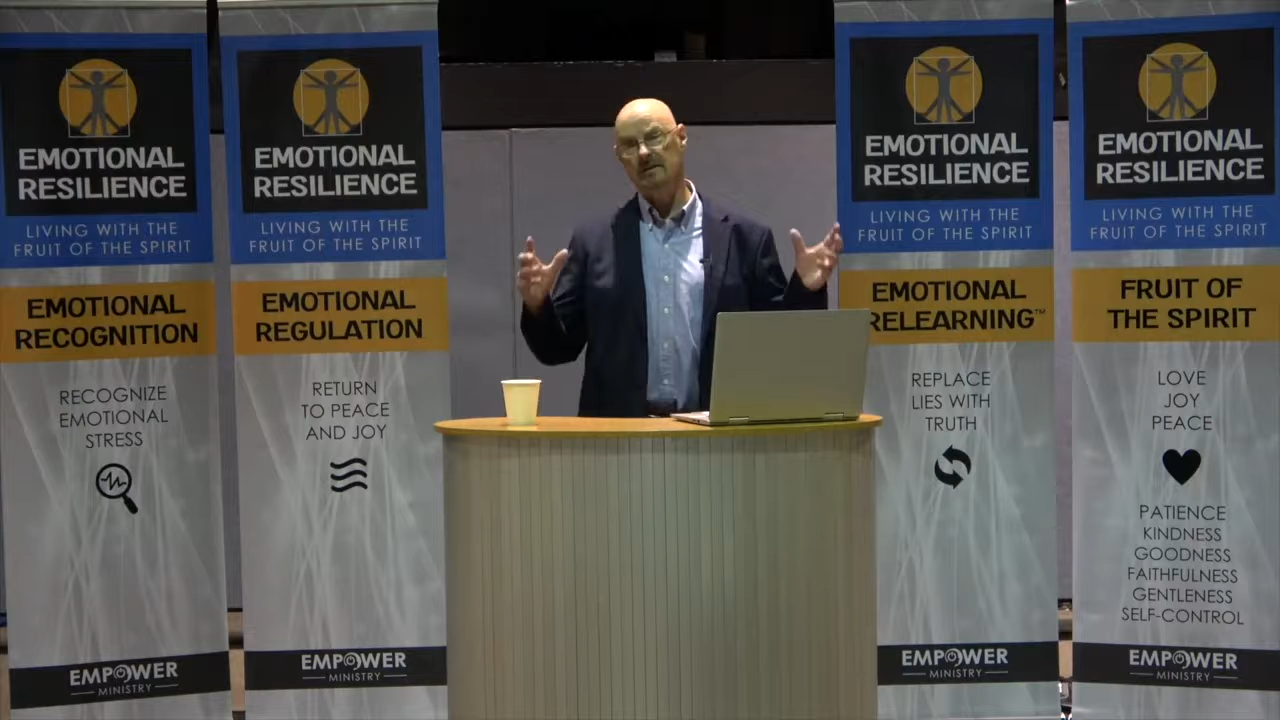 EMOTIONAL
RESILIENCE
LIVING WITH THE
FRUIT OF THE SPIRIT
EMOTIONAL
RECOGNITION
RECOGNIZE
EMOTIONAL
STRESS
EMPOWER
MINISTRY
EMOTIONAL
RESILIENCE
LIVING WITH THE
FRUIT OF THE SPIRIT
EMOTIONAL
REGULATION
RETURN
TO PEACE
AND JOY
EMPOWER
MINISTRY
EMOTIONAL
RESILIENCE
LIVING WITH THE
FRUIT OF THE SPIRIT
EMOTIONAL
RELEARNING™
REPLACE
LIES WITH
TRUTH
EMPOWER
MINISTRY
EMOTIONAL
RESILIENCE
LIVING WITH THE
FRUIT OF THE SPIRIT
FRUIT OF
THE SPIRIT
LOVE
JOY
PEACE
PATIENCE
KINDNESS
GOODNESS
FAITHFULNESS
GENTLENESS
SELF-CONTROL
EMPOWER
MINISTRY